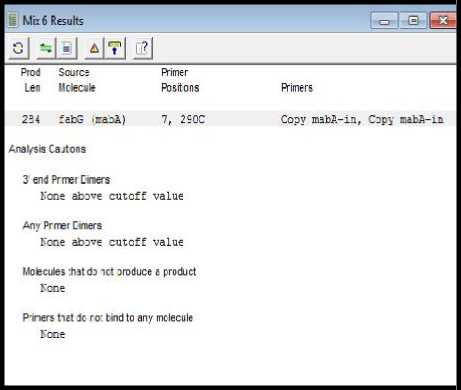 Mix 6 Results
Prod Source Primer
Len Molecule Positions Primers
284 fabG (mabA) 7, 290C Copy mabA-in, Copy mabA-in
Analysis Cautions
3' end Primer Dimers
None above cutoff value
Any Primer Dimers
None above cutoff value
Molecules that do not produce a product
None
Primers that do not bind to any molecule
None